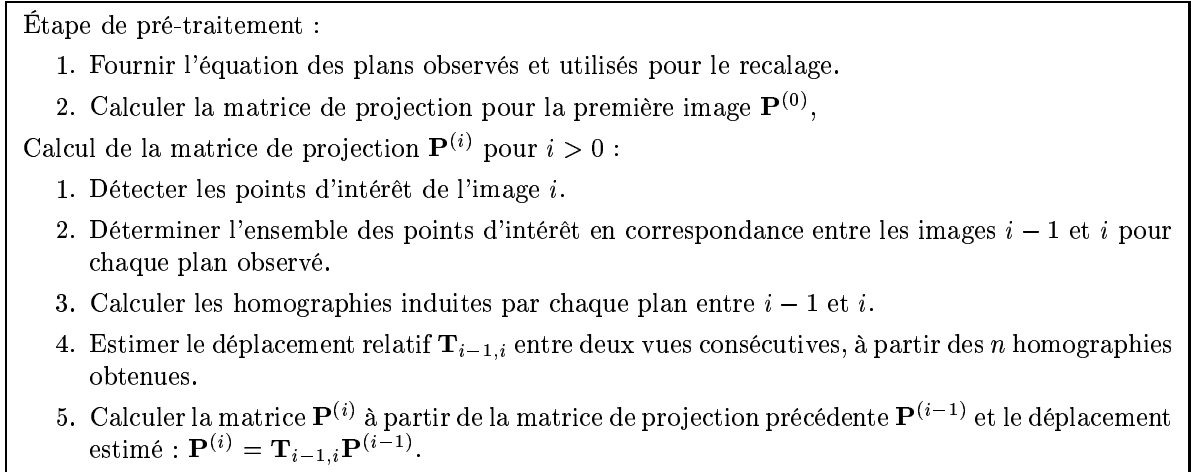 Étape de pré-traitement :
1. Fournir l'équation des plans observés et utilisés pour le recalage.
2. Calculer la matrice de projection pour la première image P^(0),
Calcul de la matrice de projection P^(i) pour i > 0 :
1. Détecter les points d'intérêt de l'image i.
2. Déterminer l'ensemble des points d'intérêt en correspondance entre les images i − 1 et i pour
chaque plan observé.
3. Calculer les homographies induites par chaque plan entre i − 1 et i.
4. Estimer le déplacement relatif T_{i−1,i} entre deux vues consécutives, à partir des n homographies
obtenues.
5. Calculer la matrice P^(i) à partir de la matrice de projection précédente P^(i−1) et le déplacement
estimé : P^(i) = T_{i−1,i}P^(i−1).